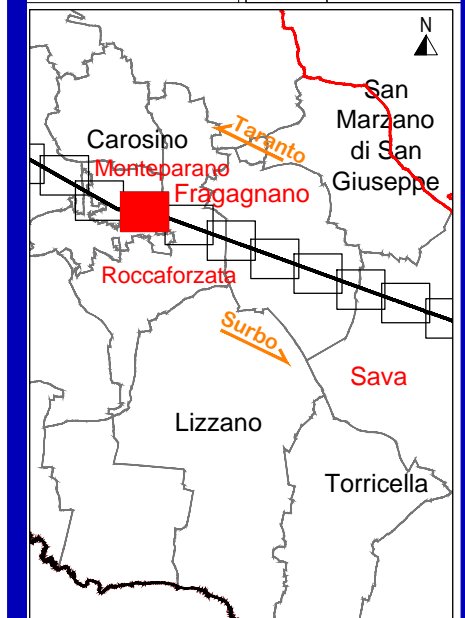 N
San
Marzano
di San
Giuseppe
Taranto
Carosino
Monteparano
Fragagnano
Roccaforzata
Surbo
Sava
Lizzano
Torricella